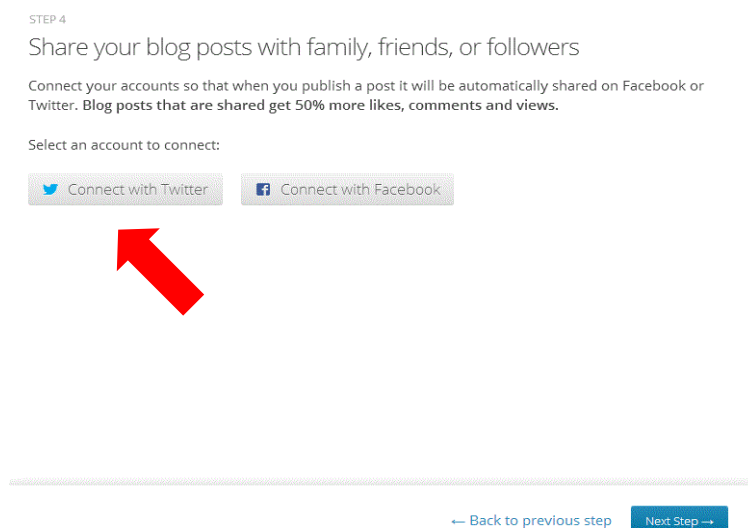 STEP 4
Share your blog posts with family, friends, or followers
Connect your accounts so that when you publish a post it will be automatically shared on Facebook or
Twitter. Blog posts that are shared get 50% more likes, comments and views.
Select an account to connect:
Connect with Twitter Connect with Facebook
← Back to previous step Next Step →